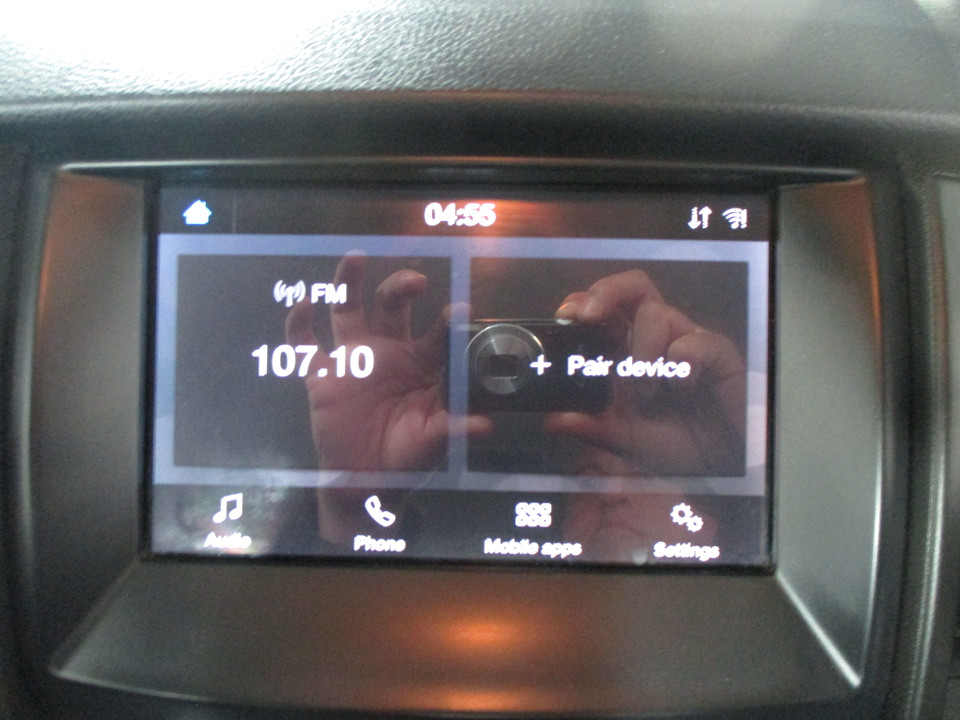 04:55
FM
107.10
+ Pair device
Audio
Phone
Mobile apps
Settings